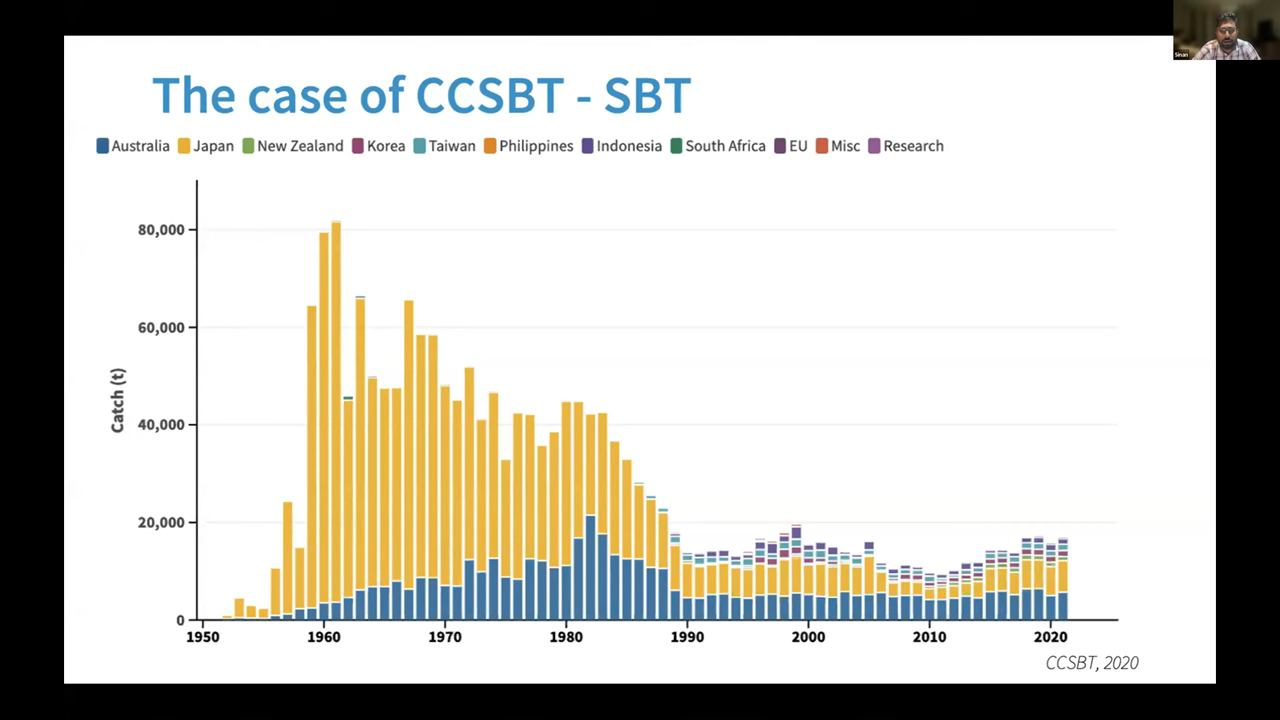 Sinan
The case of CCSBT - SBT
Australia Japan New Zealand Korea Taiwan Philippines Indonesia South Africa EU Misc Research
80,000
60,000
40,000
20,000
0
Catch (t)
1950 1960 1970 1980 1990 2000 2010 2020
CCSBT, 2020